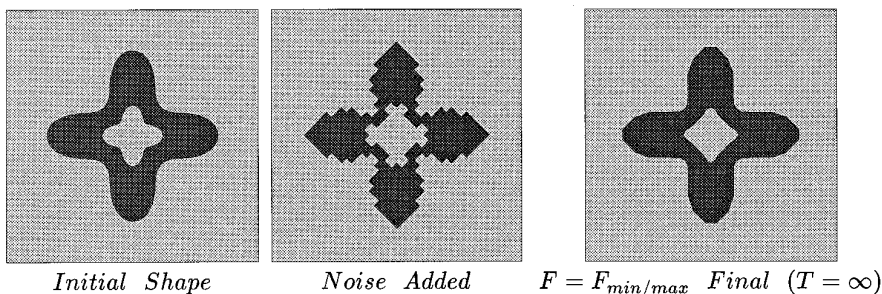 Initial Shape
Noise Added
F = F_{min/max} Final (T = ∞)